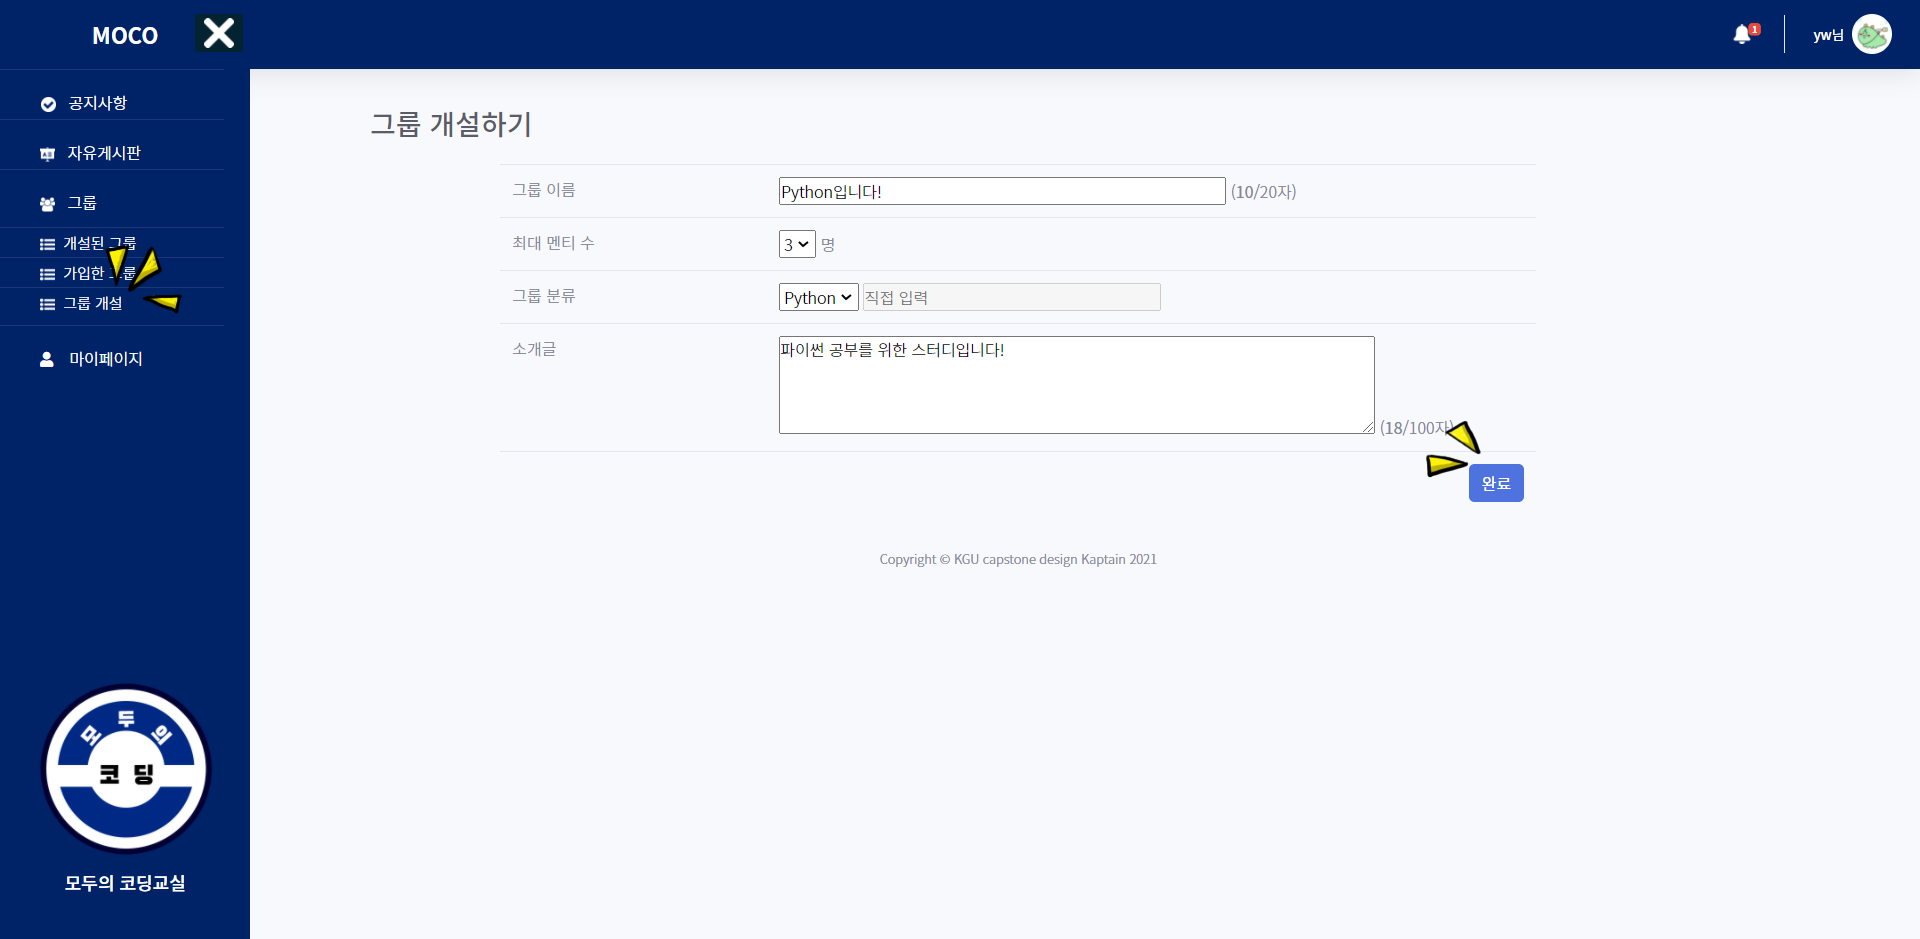 MOCO
1
yw님
공지사항
자유게시판
그룹
개설된 그룹
가입한 그룹
그룹 개설
마이페이지
모두의
코딩
모두의 코딩교실
그룹 개설하기
그룹 이름 Python입니다! (10/20자)
최대 멘티 수 3 명
그룹 분류 Python 직접 입력
소개글 파이썬 공부를 위한 스터디입니다!
(18/100자)
완료
Copyright © KGU capstone design Kaptain 2021